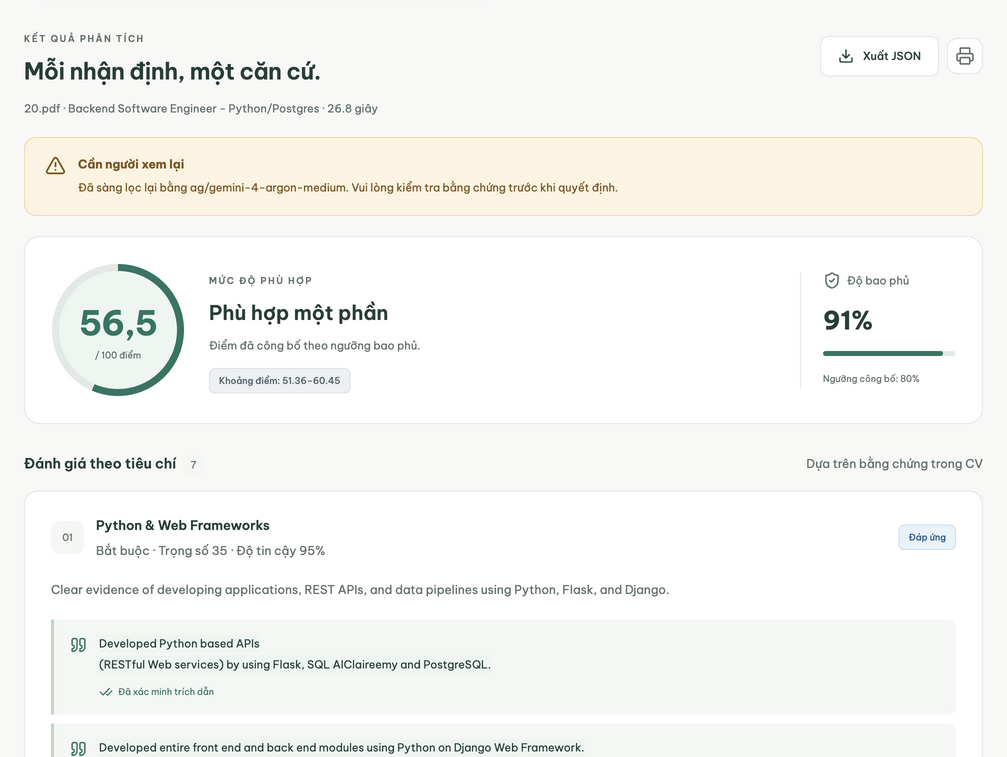 KẾT QUẢ PHÂN TÍCH
Mỗi nhận định, một căn cứ.
20.pdf · Backend Software Engineer - Python/Postgres · 26.8 giây
Xuất JSON
Cần người xem lại
Đã sàng lọc lại bằng ag/gemini-4-argon-medium. Vui lòng kiểm tra bằng chứng trước khi quyết định.
56,5
/ 100 điểm
MỨC ĐỘ PHÙ HỢP
Phù hợp một phần
Điểm đã công bố theo ngưỡng bao phủ.
Khoảng điểm: 51.36–60.45
Độ bao phủ
91%
Ngưỡng công bố: 80%
Đánh giá theo tiêu chí 7
Dựa trên bằng chứng trong CV
01
Python & Web Frameworks
Bắt buộc · Trọng số 35 · Độ tin cậy 95%
Đáp ứng
Clear evidence of developing applications, REST APIs, and data pipelines using Python, Flask, and Django.
Developed Python based APIs
(RESTful Web services) by using Flask, SQL AlClaireemy and PostgreSQL.
Đã xác minh trích dẫn
Developed entire front end and back end modules using Python on Django Web Framework.